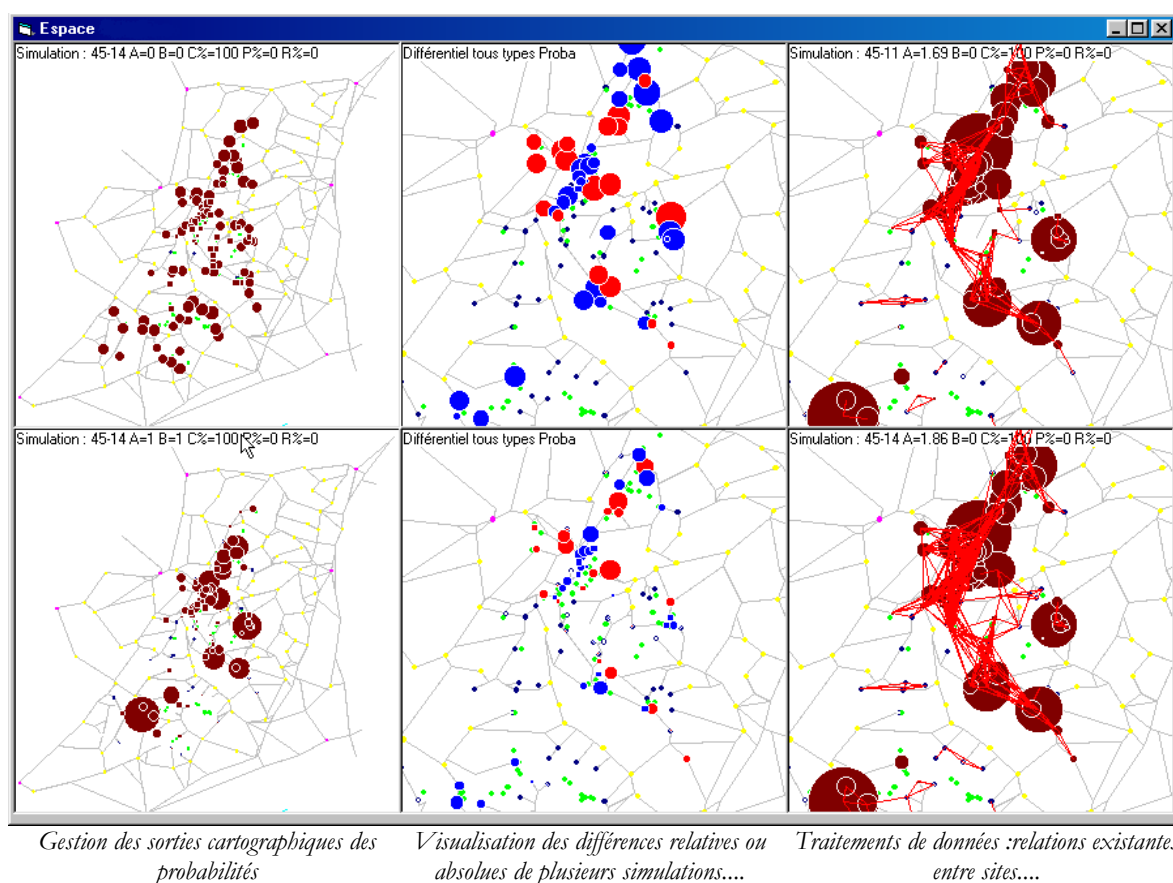 Espace
Simulation : 45-14 A=0 B=0 C%=100 P%=0 R%=0
Différentiel tous types Proba
Simulation : 45-11 A=1.69 B=0 C%=100 P%=0 R%=0
Simulation : 45-14 A=1 B=1 C%=100 P%=0 R%=0
Différentiel tous types Proba
Simulation : 45-14 A=1.86 B=0 C%=100 P%=0 R%=0
Gestion des sorties cartographiques des
probabilités
Visualisation des différences relatives ou
absolues de plusieurs simulations....
Traitements de données :relations existante
entre sites....